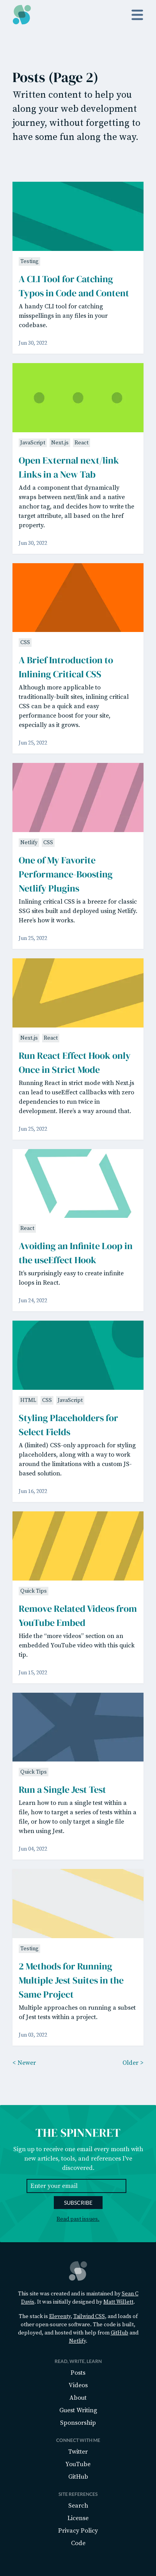 Posts (Page 2)
Written content to help you
along your web development
journey, without forgetting to
have some fun along the way.
Testing
A CLI Tool for Catching
Typos in Code and Content
A handy CLI tool for catching
misspellings in any files in your
codebase.
Jun 30, 2022
JavaScript Next.js React
Open External next/link
Links in a New Tab
Add a component that dynamically
swaps between next/link and a native
anchor tag, and decides how to write the
target attribute, all based on the href
property.
Jun 30, 2022
CSS
A Brief Introduction to
Inlining Critical CSS
Although more applicable to
traditionally-built sites, inlining critical
CSS can be a quick and easy
performance boost for your site,
especially as it grows.
Jun 25, 2022
Netlify CSS
One of My Favorite
Performance-Boosting
Netlify Plugins
Inlining critical CSS is a breeze for classic
SSG sites built and deployed using Netlify.
Here's how it works.
Jun 25, 2022
Next.js React
Run React Effect Hook only
Once in Strict Mode
Running React in strict mode with Next.js
can lead to useEffect callbacks with zero
dependencies to run twice in
development. Here's a way around that.
Jun 25, 2022
React
Avoiding an Infinite Loop in
the useEffect Hook
It's surprisingly easy to create infinite
loops in React.
Jun 24, 2022
HTML CSS JavaScript
Styling Placeholders for
Select Fields
A (limited) CSS-only approach for styling
placeholders, along with a way to work
around the limitations with a custom JS-
based solution.
Jun 16, 2022
Quick Tips
Remove Related Videos from
YouTube Embed
Hide the “more videos” section on an
embedded YouTube video with this quick
tip.
Jun 15, 2022
Quick Tips
Run a Single Jest Test
Learn how to run a single test within a
file, how to target a series of tests within a
file, or how to only target a single file
when using Jest.
Jun 04, 2022
Testing
2 Methods for Running
Multiple Jest Suites in the
Same Project
Multiple approaches on running a subset
of Jest tests within a project.
Jun 03, 2022
< Newer Older >
THE SPINNERET
Sign up to receive one email every month with
new articles, tools, and references I've
discovered.
Enter your email
SUBSCRIBE
Read past issues.
This site was created and is maintained by Sean C
Davis. It was initially designed by Matt Willett.
The stack is Eleventy, Tailwind CSS, and loads of
other open-source software. The code is built,
deployed, and hosted with help from GitHub and
Netlify.
READ, WRITE, LEARN
Posts
Videos
About
Guest Writing
Sponsorship
CONNECT WITH ME
Twitter
YouTube
GitHub
SITE REFERENCES
Search
License
Privacy Policy
Code